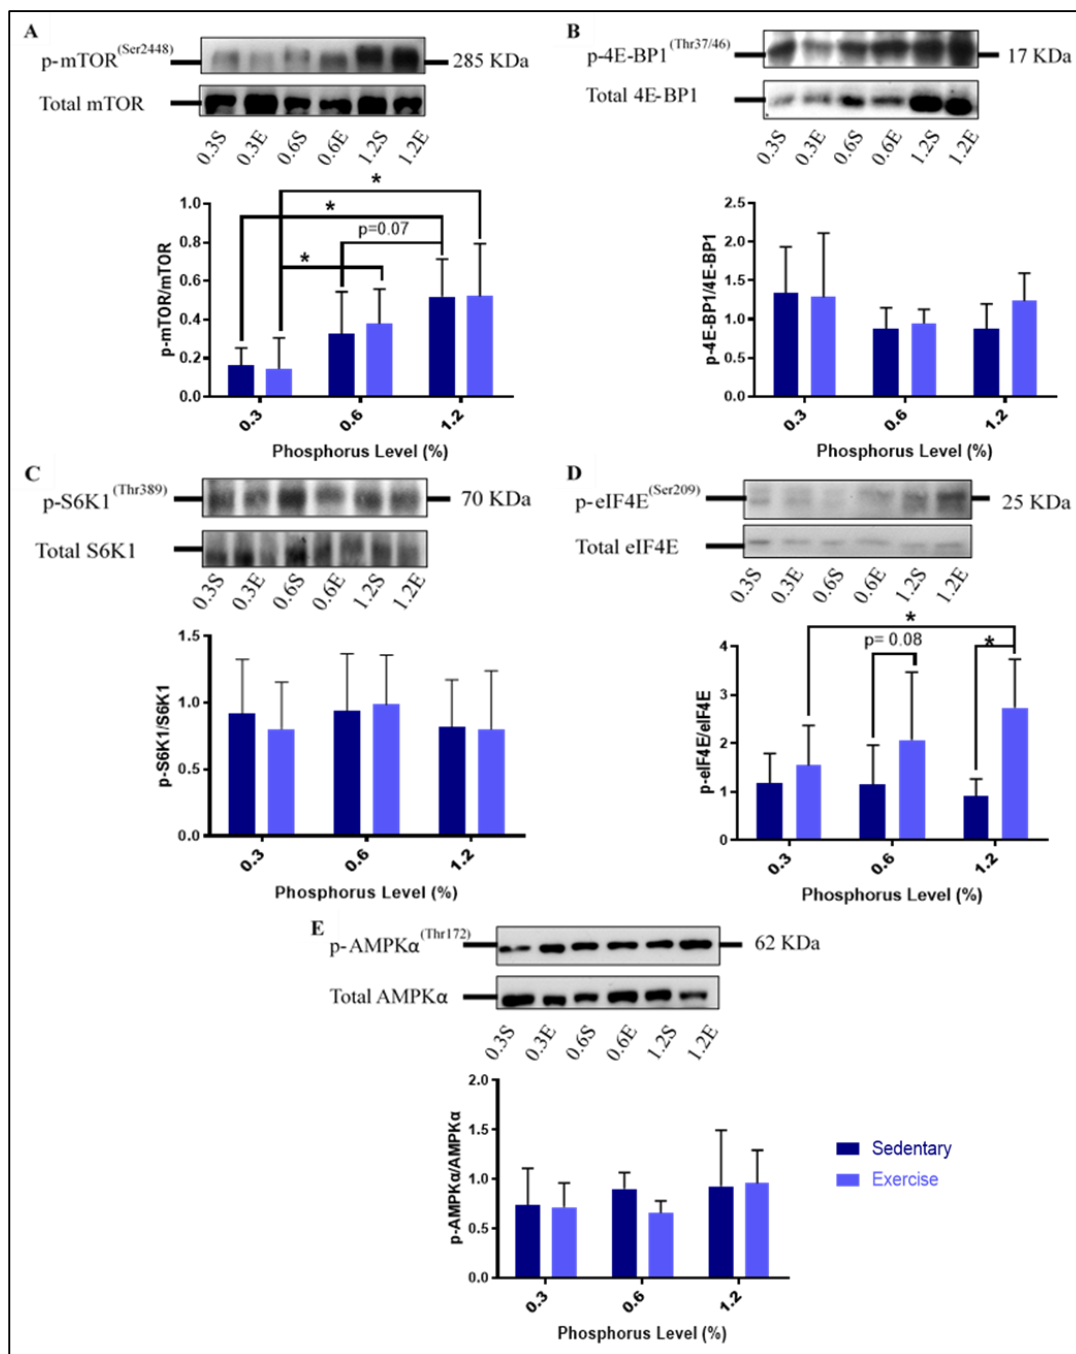 A
p-mTOR(Ser2448)
285 KDa
Total mTOR
0.3S 0.3E 0.6S 0.6E 1.2S 1.2E
*
*
p=0.07
*
1.0
0.8
0.6
0.4
0.2
0.0
p-mTOR/mTOR
0.3 0.6 1.2
Phosphorus Level (%)
B
p-4E-BP1(Thr37/46)
17 KDa
Total 4E-BP1
0.3S 0.3E 0.6S 0.6E 1.2S 1.2E
2.5
2.0
1.5
1.0
0.5
0.0
p-4E-BP1/4E-BP1
0.3 0.6 1.2
Phosphorus Level (%)
C
p-S6K1(Thr389)
70 KDa
Total S6K1
0.3S 0.3E 0.6S 0.6E 1.2S 1.2E
1.5
1.0
0.5
0.0
p-S6K1/S6K1
0.3 0.6 1.2
Phosphorus Level (%)
D
p-eIF4E(Ser209)
25 KDa
Total eIF4E
0.3S 0.3E 0.6S 0.6E 1.2S 1.2E
*
p= 0.08
*
4
3
2
1
0
p-eIF4E/eIF4E
0.3 0.6 1.2
Phosphorus Level (%)
E
p-AMPKα(Thr172)
62 KDa
Total AMPKα
0.3S 0.3E 0.6S 0.6E 1.2S 1.2E
2.0
1.5
1.0
0.5
0.0
p-AMPKα/AMPKα
0.3 0.6 1.2
Phosphorus Level (%)
Sedentary
Exercise